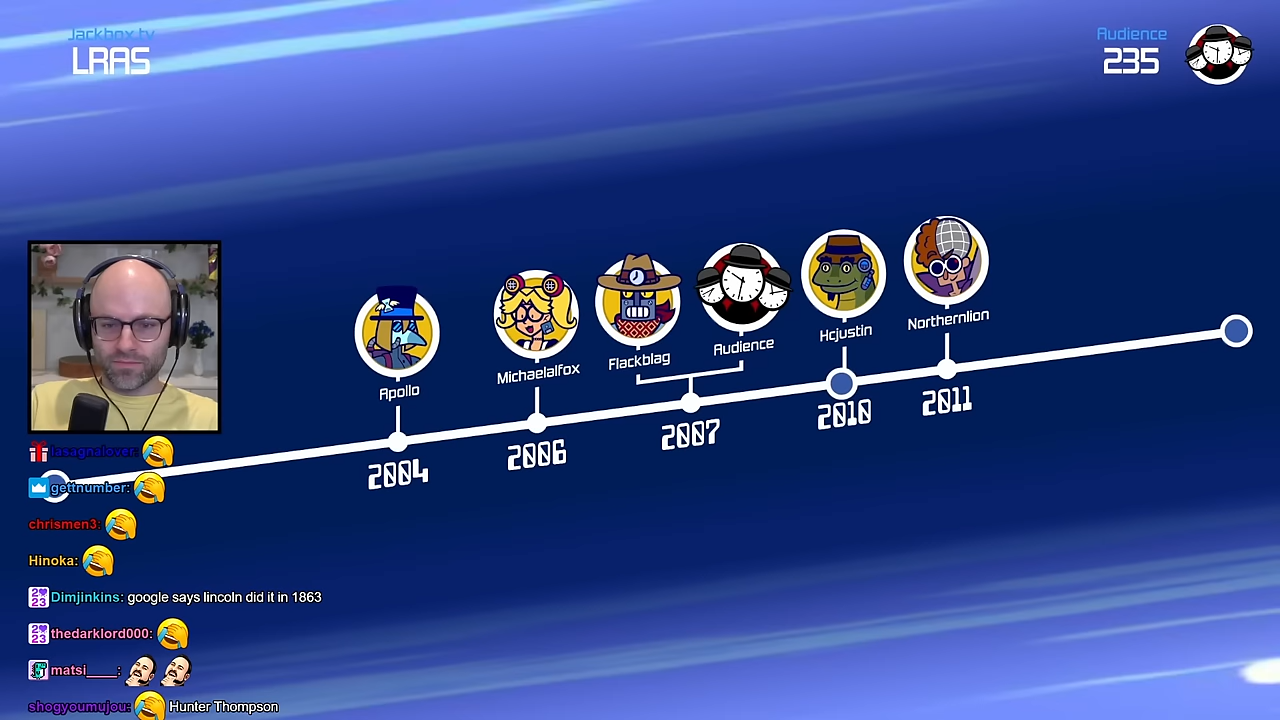 Jackbox.tv
LRAS
Audience
235
Apollo
Michaelalfox
Flackblag
Audience
Hcjustin
Northernlion
2004
2006
2007
2010
2011
lasagnalover:
gettnumber:
chrismen3:
Hinoka:
Dimjinkins: google says lincoln did it in 1863
thedarklord000:
matsi____:
shogyoumujou: Hunter Thompson